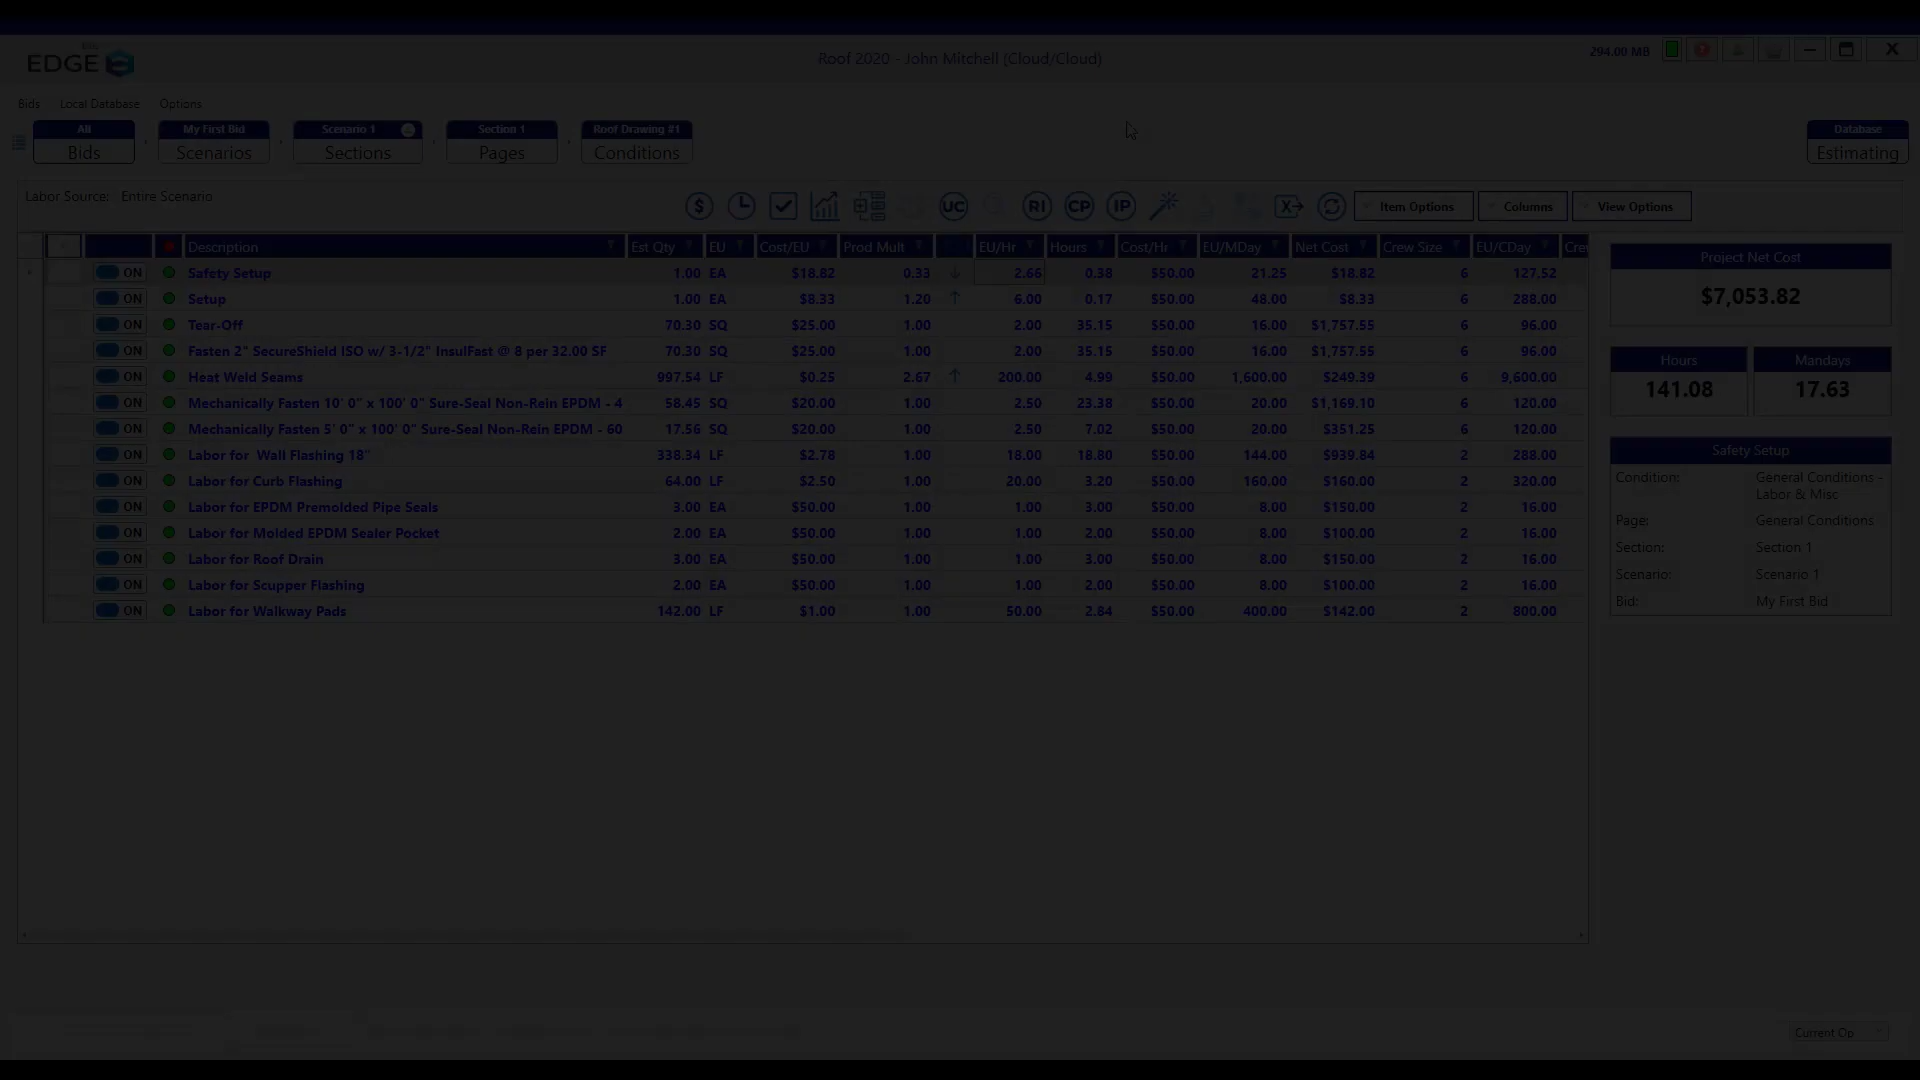 EDGE
Roof 2020 - John Mitchell (Cloud/Cloud)
294.00 MB
Bids Local Database Options
All
Bids
My First Bid
Scenarios
Scenario 1
Sections
Section 1
Pages
Roof Drawing #1
Conditions
Database
Estimating
Labor Source: Entire Scenario
$ UC RI CP IP X Item Options Columns View Options
Description Est Qty EU Cost/EU Prod Mult EU/Hr Hours Cost/Hr EU/MDay Net Cost Crew Size EU/CDay Cre
ON Safety Setup 1.00 EA $18.82 0.33 2.66 0.38 $50.00 21.25 $18.82 6 127.52
ON Setup 1.00 EA $8.33 1.20 6.00 0.17 $50.00 48.00 $8.33 6 288.00
ON Tear-Off 70.30 SQ $25.00 1.00 2.00 35.15 $50.00 16.00 $1,757.55 6 96.00
ON Fasten 2" SecureShield ISO w/ 3-1/2" InsulFast @ 8 per 32.00 SF 70.30 SQ $25.00 1.00 2.00 35.15 $50.00 16.00 $1,757.55 6 96.00
ON Heat Weld Seams 997.54 LF $0.25 2.67 200.00 4.99 $50.00 1,600.00 $249.39 6 9,600.00
ON Mechanically Fasten 10' 0" x 100' 0" Sure-Seal Non-Rein EPDM - 4 58.45 SQ $20.00 1.00 2.50 23.38 $50.00 20.00 $1,169.10 6 120.00
ON Mechanically Fasten 5' 0" x 100' 0" Sure-Seal Non-Rein EPDM - 60 17.56 SQ $20.00 1.00 2.50 7.02 $50.00 20.00 $351.25 6 120.00
ON Labor for Wall Flashing 18" 338.34 LF $2.78 1.00 18.00 18.80 $50.00 144.00 $939.84 2 288.00
ON Labor for Curb Flashing 64.00 LF $2.50 1.00 20.00 3.20 $50.00 160.00 $160.00 2 320.00
ON Labor for EPDM Premolded Pipe Seals 3.00 EA $50.00 1.00 1.00 3.00 $50.00 8.00 $150.00 2 16.00
ON Labor for Molded EPDM Sealer Pocket 2.00 EA $50.00 1.00 1.00 2.00 $50.00 8.00 $100.00 2 16.00
ON Labor for Roof Drain 3.00 EA $50.00 1.00 1.00 3.00 $50.00 8.00 $150.00 2 16.00
ON Labor for Scupper Flashing 2.00 EA $50.00 1.00 1.00 2.00 $50.00 8.00 $100.00 2 16.00
ON Labor for Walkway Pads 142.00 LF $1.00 1.00 50.00 2.84 $50.00 400.00 $142.00 2 800.00
Project Net Cost
$7,053.82
Hours Mandays
141.08 17.63
Safety Setup
Condition: General Conditions -
Labor & Misc
Page: General Conditions
Section: Section 1
Scenario: Scenario 1
Bid: My First Bid
Current Op